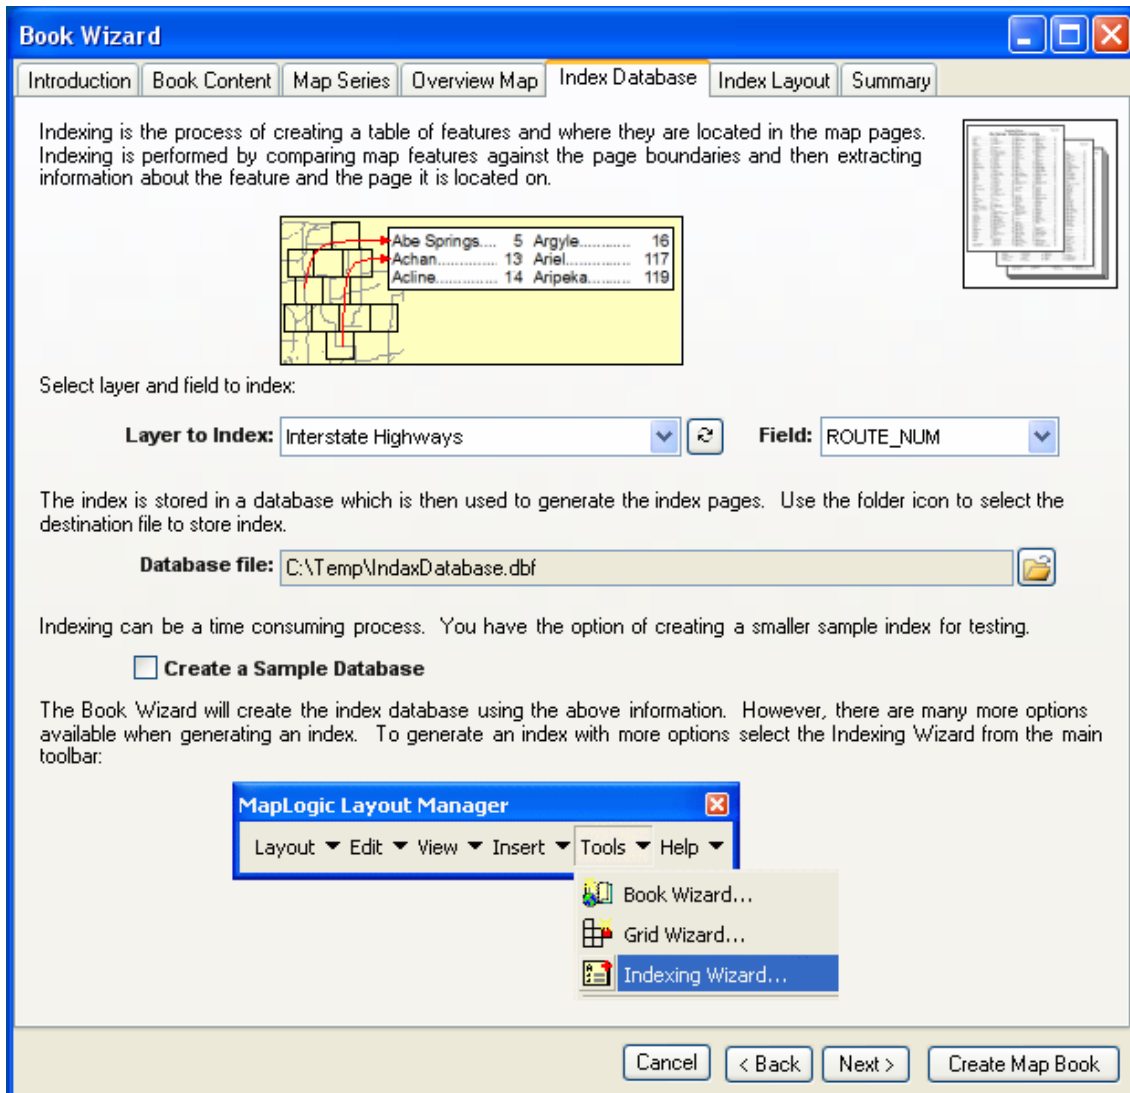 Book Wizard
Introduction Book Content Map Series Overview Map Index Database Index Layout Summary
Indexing is the process of creating a table of features and where they are located in the map pages.
Indexing is performed by comparing map features against the page boundaries and then extracting
information about the feature and the page it is located on.
Abe Springs.... 5 Argyle............ 16
Achan.............. 13 Ariel.............. 117
Acline.............. 14 Aripeka.......... 119
Select layer and field to index:
Layer to Index: Interstate Highways Field: ROUTE_NUM
The index is stored in a database which is then used to generate the index pages. Use the folder icon to select the
destination file to store index.
Database file: C:\Temp\IndaxDatabase.dbf
Indexing can be a time consuming process. You have the option of creating a smaller sample index for testing.
Create a Sample Database
The Book Wizard will create the index database using the above information. However, there are many more options
available when generating an index. To generate an index with more options select the Indexing Wizard from the main
toolbar:
MapLogic Layout Manager
Layout Edit View Insert Tools Help
Book Wizard...
Grid Wizard...
Indexing Wizard...
Cancel < Back Next > Create Map Book